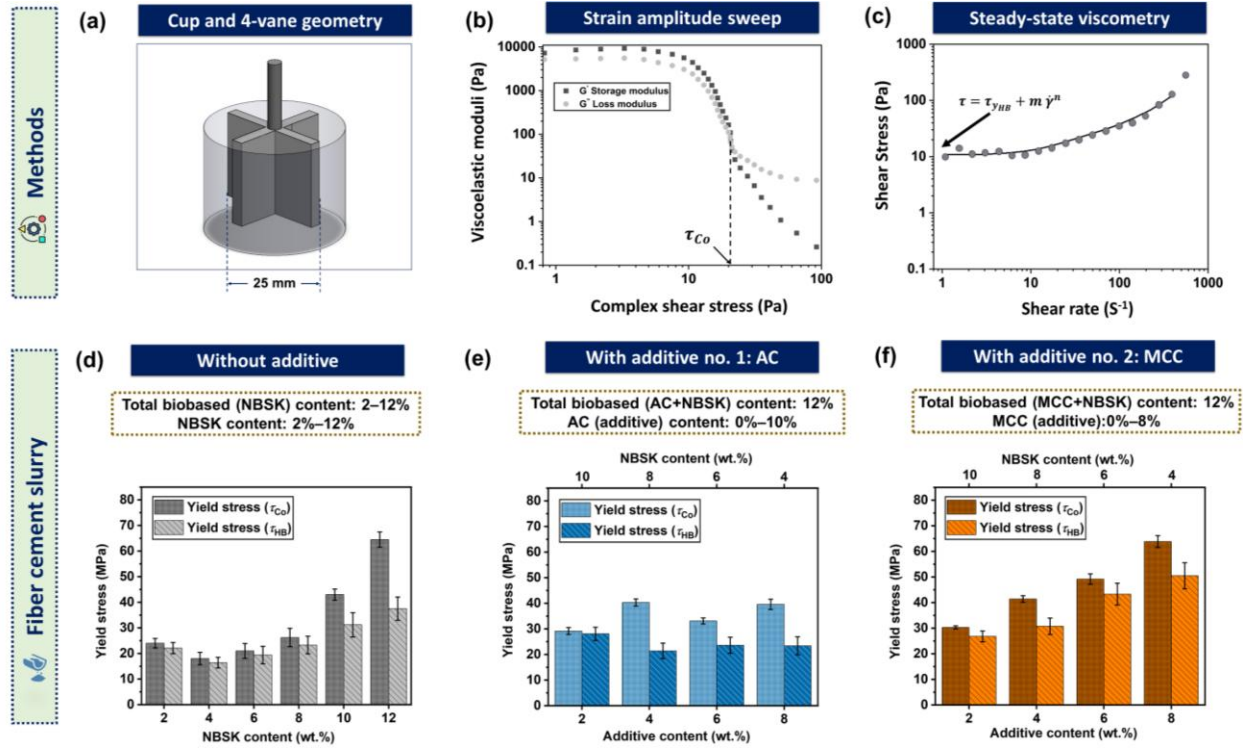 Methods
(a)
Cup and 4-vane geometry
25 mm
(b)
Strain amplitude sweep
Viscoelastic moduli (Pa)
10000
1000
100
10
1
0.1
G' Storage modulus
G'' Loss modulus
τCo
1
10
100
Complex shear stress (Pa)
(c)
Steady-state viscometry
Shear Stress (Pa)
1000
100
10
1
0.1
τ = τyHB + m γ̇ⁿ
1
10
100
1000
Shear rate (S⁻¹)
Fiber cement slurry
(d)
Without additive
Total biobased (NBSK) content: 2–12%
NBSK content: 2%–12%
Yield stress (MPa)
80
70
60
50
40
30
20
10
0
Yield stress (τCo)
Yield stress (τHB)
2
4
6
8
10
12
NBSK content (wt.%)
(e)
With additive no. 1: AC
Total biobased (AC+NBSK) content: 12%
AC (additive) content: 0%–10%
NBSK content (wt.%)
10
8
6
4
Yield stress (MPa)
80
70
60
50
40
30
20
10
0
Yield stress (τCo)
Yield stress (τHB)
2
4
6
8
Additive content (wt.%)
(f)
With additive no. 2: MCC
Total biobased (MCC+NBSK) content: 12%
MCC (additive):0%–8%
NBSK content (wt.%)
10
8
6
4
Yield stress (MPa)
80
70
60
50
40
30
20
10
0
Yield stress (τCo)
Yield stress (τHB)
2
4
6
8
Additive content (wt.%)